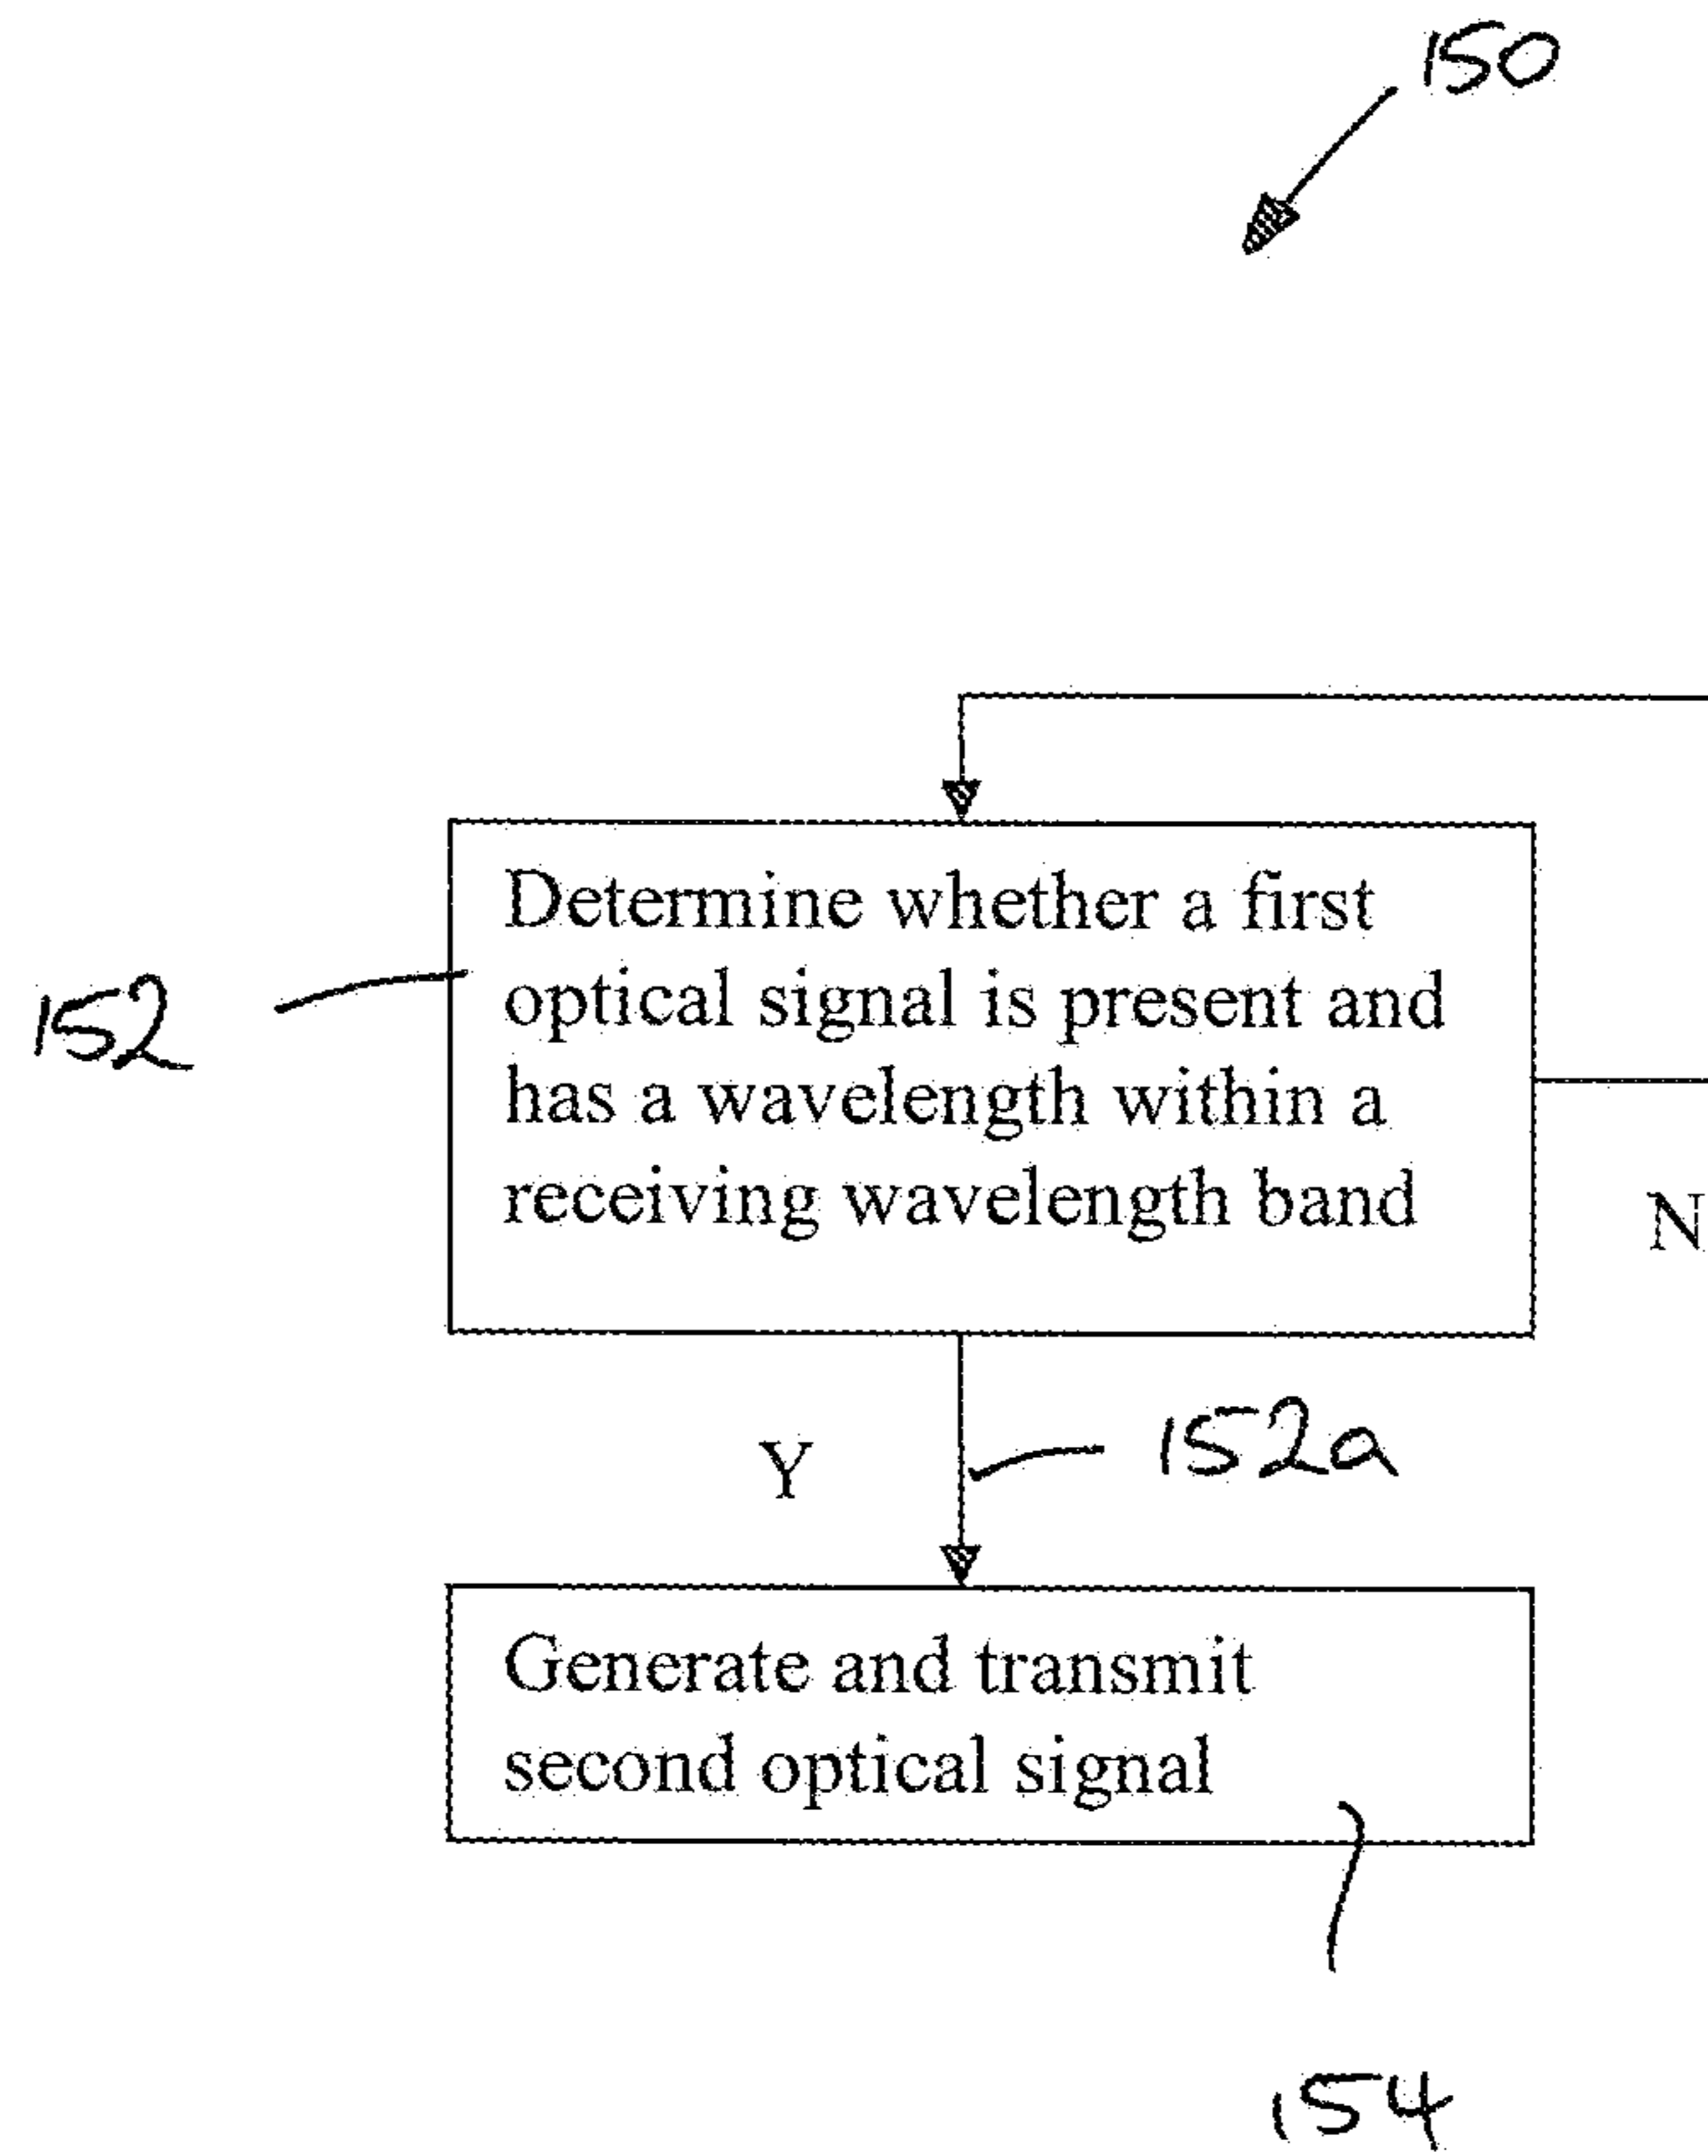 150
Determine whether a first
optical signal is present and
has a wavelength within a
receiving wavelength band
152
N
Y
152a
Generate and transmit
second optical signal
154